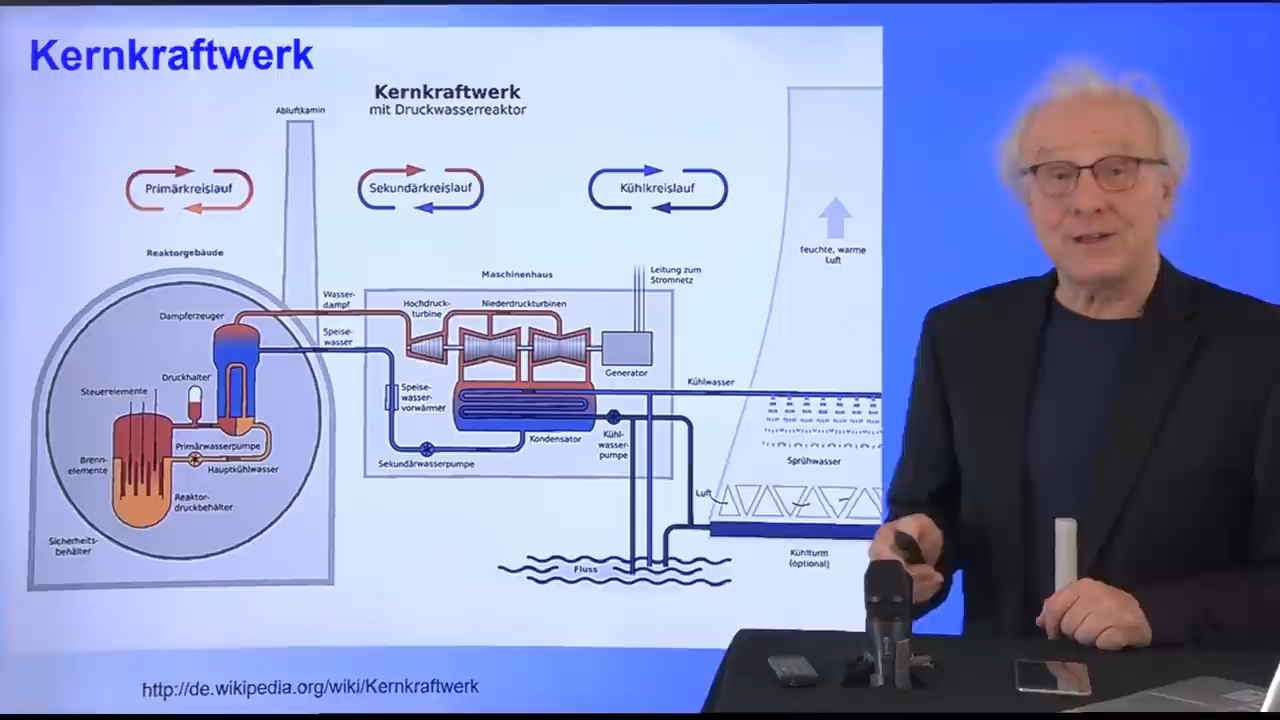 Kernkraftwerk
Kernkraftwerk
mit Druckwasserreaktor
Abluftkamin
Primärkreislauf
Sekundärkreislauf
Kühlkreislauf
feuchte, warme
Luft
Reaktorgebäude
Maschinenhaus
Leitung zum
Stromnetz
Wasser-
dampf
Hochdruck-
turbine
Niederdruckturbinen
Dampferzeuger
Speise-
wasser
Generator
Druckhalter
Steuerelemente
Speise-
wasser-
vorwärmer
Kühlwasser
Primärwasserpumpe
Kondensator
Kühl-
wasser-
pumpe
Brenn-
elemente
Hauptkühlwasser
Sekundärwasserpumpe
Sprühwasser
Reaktor-
druckbehälter
Luft
Sicherheits-
behälter
Kühlturm
(optional)
Fluss
http://de.wikipedia.org/wiki/Kernkraftwerk